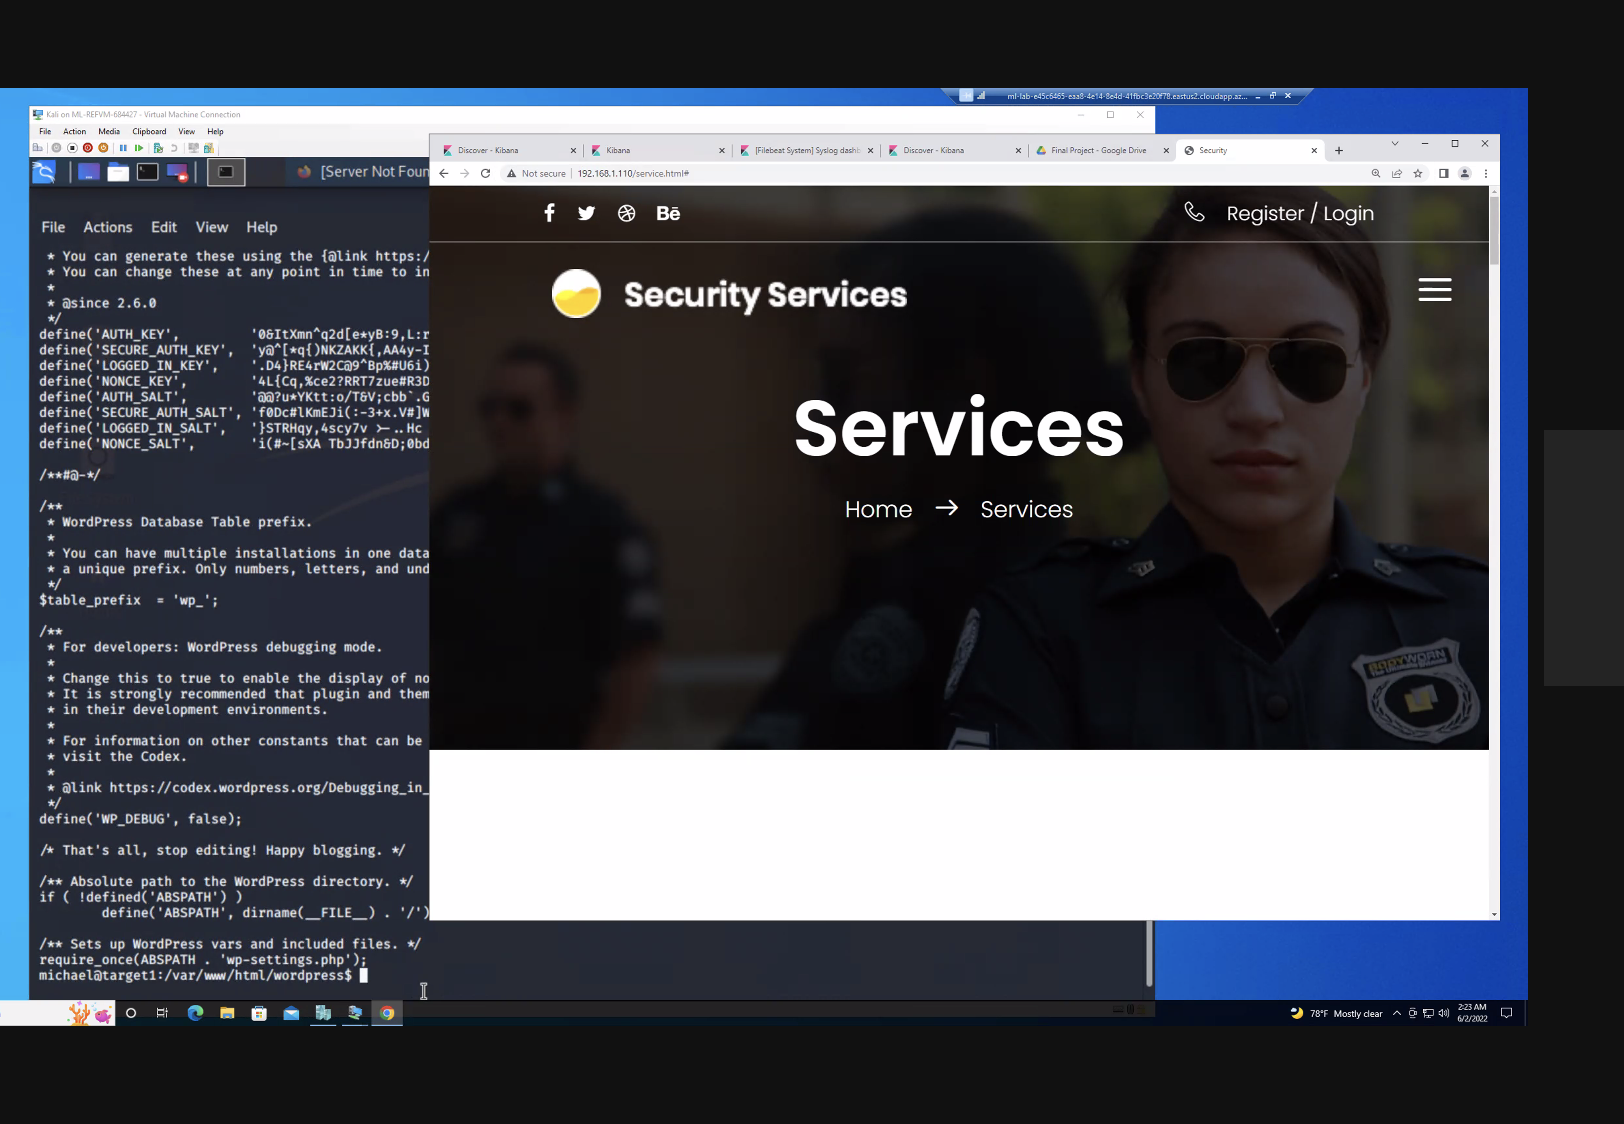 ml-lab-e45c6465-eaa8-4e14-8e4d-41fbc3e20f78.eastus2.cloudapp.az...
Kali on ML-REFVM-684427 - Virtual Machine Connection
File Action Media Clipboard View Help
[Server Not Foun
File Actions Edit View Help
* You can generate these using the {@link https:/
* You can change these at any point in time to in
*
* @since 2.6.0
*/
define('AUTH_KEY', '0&ItXmn^q2d[e*yB:9,L:r
define('SECURE_AUTH_KEY', 'y@^[*q{)NKZAKK{,AA4y-I
define('LOGGED_IN_KEY', '.D4}RE4rW2C@9^Bp%#U6i)
define('NONCE_KEY', '4L{Cq,%ce2?RRT7zue#R3D
define('AUTH_SALT', '@@?u*YKtt:o/T&V;cbb`.G
define('SECURE_AUTH_SALT', 'f0Dc#lKmEJi(:-3+x.V#]W
define('LOGGED_IN_SALT', '}STRHqy,4scy7v >-..Hc
define('NONCE_SALT', 'i(#~[sXA TbJJfdn&D;0bd
/**#@-*/
/**
* WordPress Database Table prefix.
*
* You can have multiple installations in one data
* a unique prefix. Only numbers, letters, and und
*/
$table_prefix = 'wp_';
/**
* For developers: WordPress debugging mode.
*
* Change this to true to enable the display of no
* It is strongly recommended that plugin and them
* in their development environments.
*
* For information on other constants that can be
* visit the Codex.
*
* @link https://codex.wordpress.org/Debugging_in_
*/
define('WP_DEBUG', false);
/* That's all, stop editing! Happy blogging. */
/** Absolute path to the WordPress directory. */
if ( !defined('ABSPATH') )
define('ABSPATH', dirname(__FILE__) . '/')
/** Sets up WordPress vars and included files. */
require_once(ABSPATH . 'wp-settings.php');
michael@target1:/var/www/html/wordpress$
Discover - Kibana
Kibana
[Filebeat System] Syslog dashb
Discover - Kibana
Final Project - Google Drive
Security
Not secure 192.168.1.110/service.html#
Bē
Register / Login
Security Services
Services
Home → Services
BODYWORN
78°F Mostly clear
2:23 AM
6/2/2022